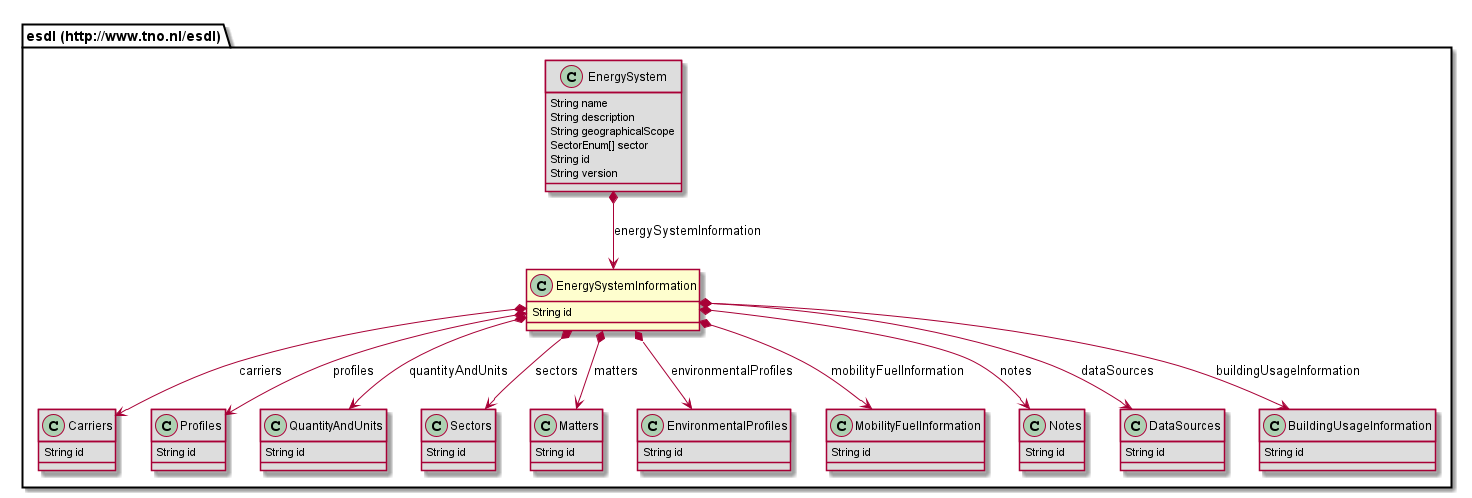 esdl (http://www.tno.nl/esdl)
C EnergySystem
String name
String description
String geographicalScope
SectorEnum[] sector
String id
String version
energySystemInformation
C EnergySystemInformation
String id
carriers profiles quantityAndUnits sectors matters environmentalProfiles mobilityFuelInformation notes dataSources buildingUsageInformation
C Carriers C Profiles C QuantityAndUnits C Sectors C Matters C EnvironmentalProfiles C MobilityFuelInformation C Notes C DataSources C BuildingUsageInformation
String id String id String id String id String id String id String id String id String id String id